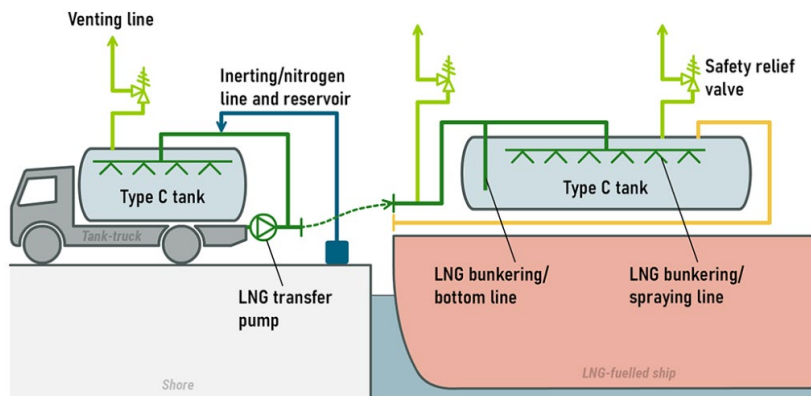 Venting line
Inerting/nitrogen
line and reservoir
Safety relief
valve
Type C tank
Type C tank
Tank-truck
LNG transfer
pump
LNG bunkering/
bottom line
LNG bunkering/
spraying line
Shore
LNG-fuelled ship